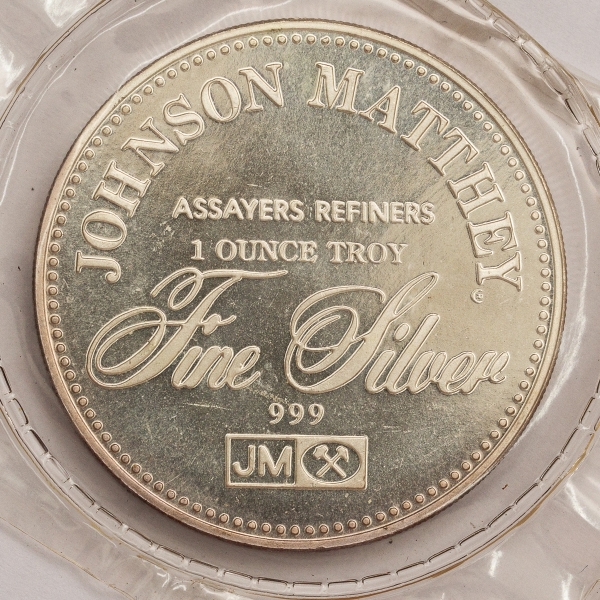 JOHNSON MATTHEY
ASSAYERS REFINERS
1 OUNCE TROY
Fine Silver
999
JM